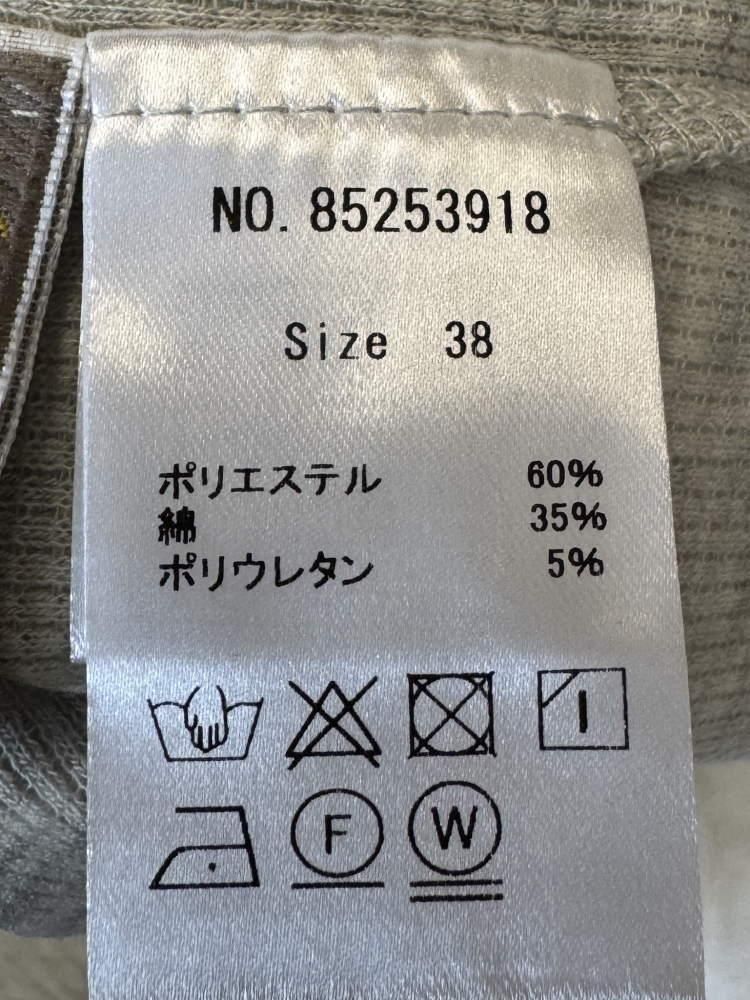 NO. 85253918
Size 38
ポリエステル 60%
綿 35%
ポリウレタン 5%
F W